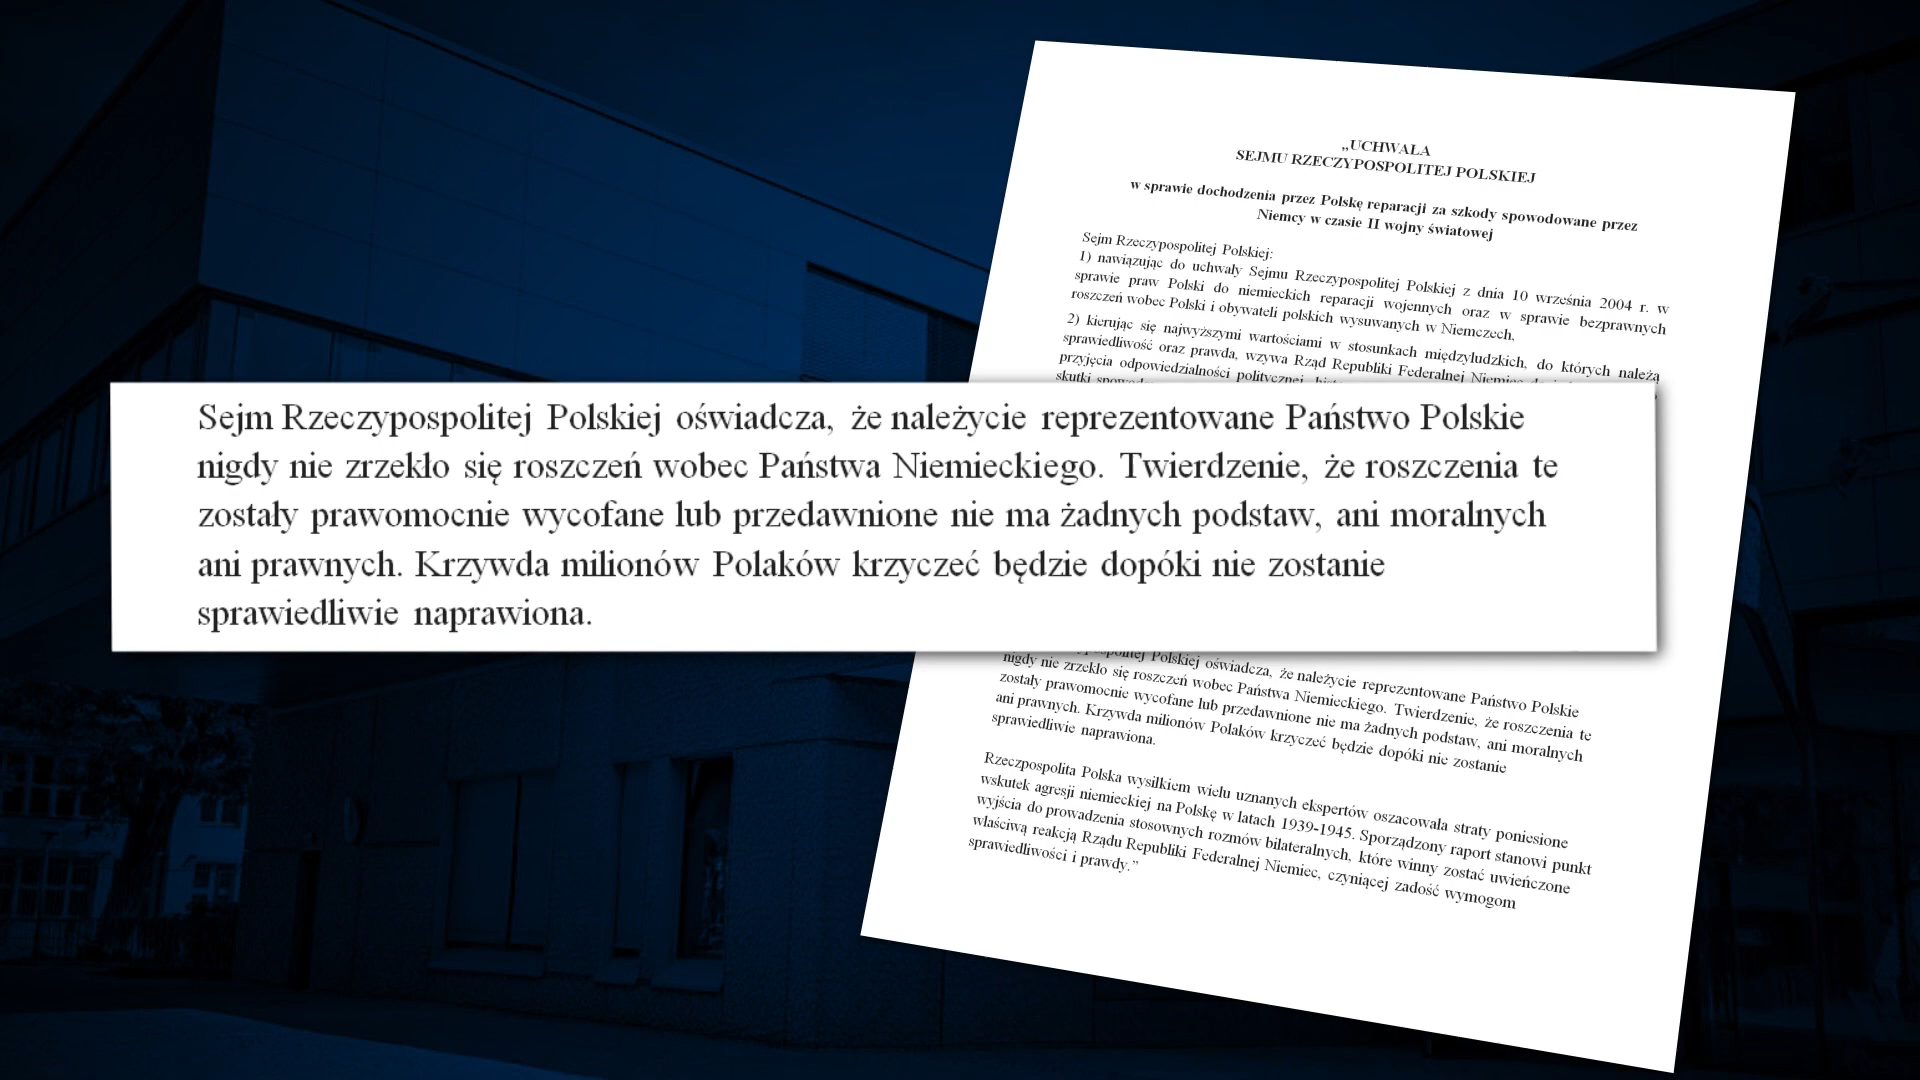 „UCHWAŁA
SEJMU RZECZYPOSPOLITEJ POLSKIEJ
w sprawie dochodzenia przez Polskę reparacji za szkody spowodowane przez
Niemcy w czasie II wojny światowej
Sejm Rzeczypospolitej Polskiej:
1) nawiązując do uchwały Sejmu Rzeczypospolitej Polskiej z dnia 10 września 2004 r. w
sprawie praw Polski do niemieckich reparacji wojennych oraz w sprawie bezprawnych
roszczeń wobec Polski i obywateli polskich wysuwanych w Niemczech,
2) kierując się najwyższymi wartościami w stosunkach międzyludzkich, do których należą
sprawiedliwość oraz prawda, wzywa Rząd Republiki Federalnej Niemiec do
przyjęcia odpowiedzialności politycznej,
skutki
Sejm Rzeczypospolitej Polskiej oświadcza, że należycie reprezentowane Państwo Polskie
nigdy nie zrzekło się roszczeń wobec Państwa Niemieckiego. Twierdzenie, że roszczenia te
zostały prawomocnie wycofane lub przedawnione nie ma żadnych podstaw, ani moralnych
ani prawnych. Krzywda milionów Polaków krzyczeć będzie dopóki nie zostanie
sprawiedliwie naprawiona.
Polskiej oświadcza, że należycie reprezentowane Państwo Polskie
nigdy nie zrzekło się roszczeń wobec Państwa Niemieckiego. Twierdzenie, że roszczenia te
zostały prawomocnie wycofane lub przedawnione nie ma żadnych podstaw, ani moralnych
ani prawnych. Krzywda milionów Polaków krzyczeć będzie dopóki nie zostanie
sprawiedliwie naprawiona.
Rzeczpospolita Polska wysiłkiem wielu uznanych ekspertów oszacowała straty poniesione
wskutek agresji niemieckiej na Polskę w latach 1939-1945. Sporządzony raport stanowi punkt
wyjścia do prowadzenia stosownych rozmów bilateralnych, które winny zostać uwieńczone
właściwą reakcją Rządu Republiki Federalnej Niemiec, czyniącej zadość wymogom
sprawiedliwości i prawdy.”